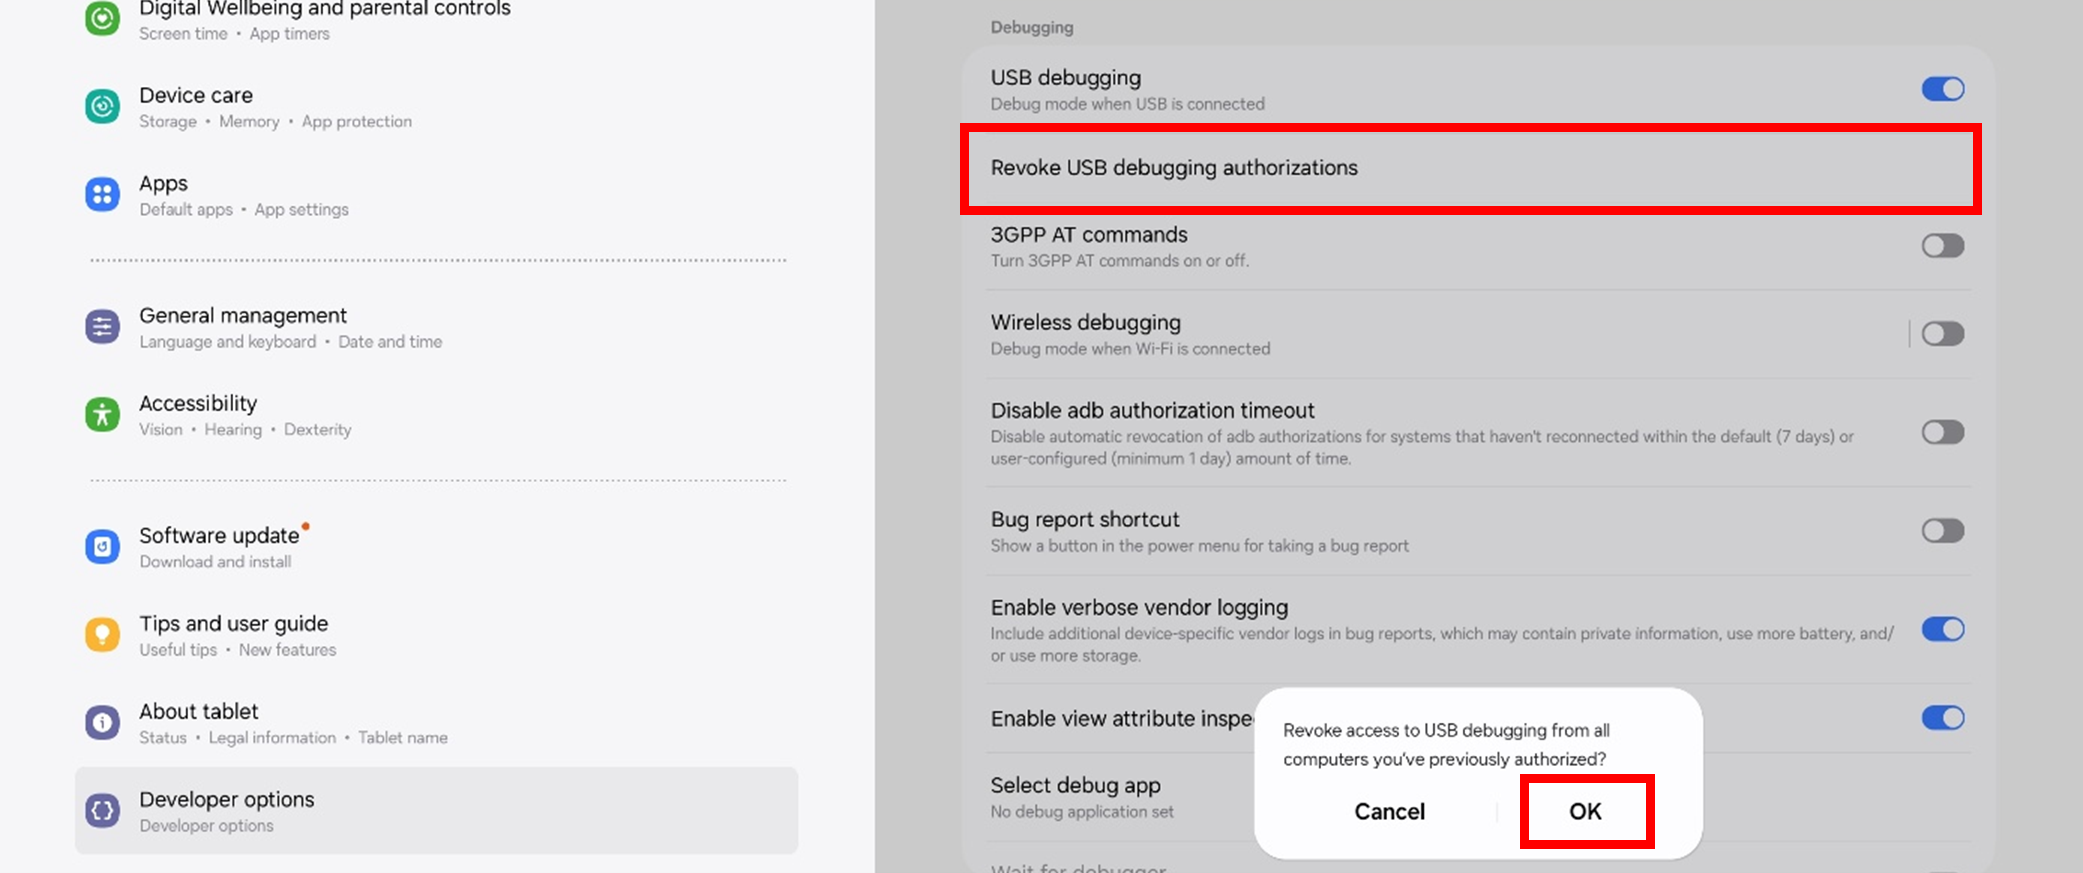 Digital Wellbeing and parental controls
Screen time • App timers
Device care
Storage • Memory • App protection
Apps
Default apps • App settings
General management
Language and keyboard • Date and time
Accessibility
Vision • Hearing • Dexterity
Software update
Download and install
Tips and user guide
Useful tips • New features
About tablet
Status • Legal information • Tablet name
Developer options
Developer options
Debugging
USB debugging
Debug mode when USB is connected
Revoke USB debugging authorizations
3GPP AT commands
Turn 3GPP AT commands on or off.
Wireless debugging
Debug mode when Wi-Fi is connected
Disable adb authorization timeout
Disable automatic revocation of adb authorizations for systems that haven't reconnected within the default (7 days) or
user-configured (minimum 1 day) amount of time.
Bug report shortcut
Show a button in the power menu for taking a bug report
Enable verbose vendor logging
Include additional device-specific vendor logs in bug reports, which may contain private information, use more battery, and/
or use more storage.
Enable view attribute inspe
Select debug app
No debug application set
Wait for debugger
Revoke access to USB debugging from all
computers you've previously authorized?
Cancel
OK